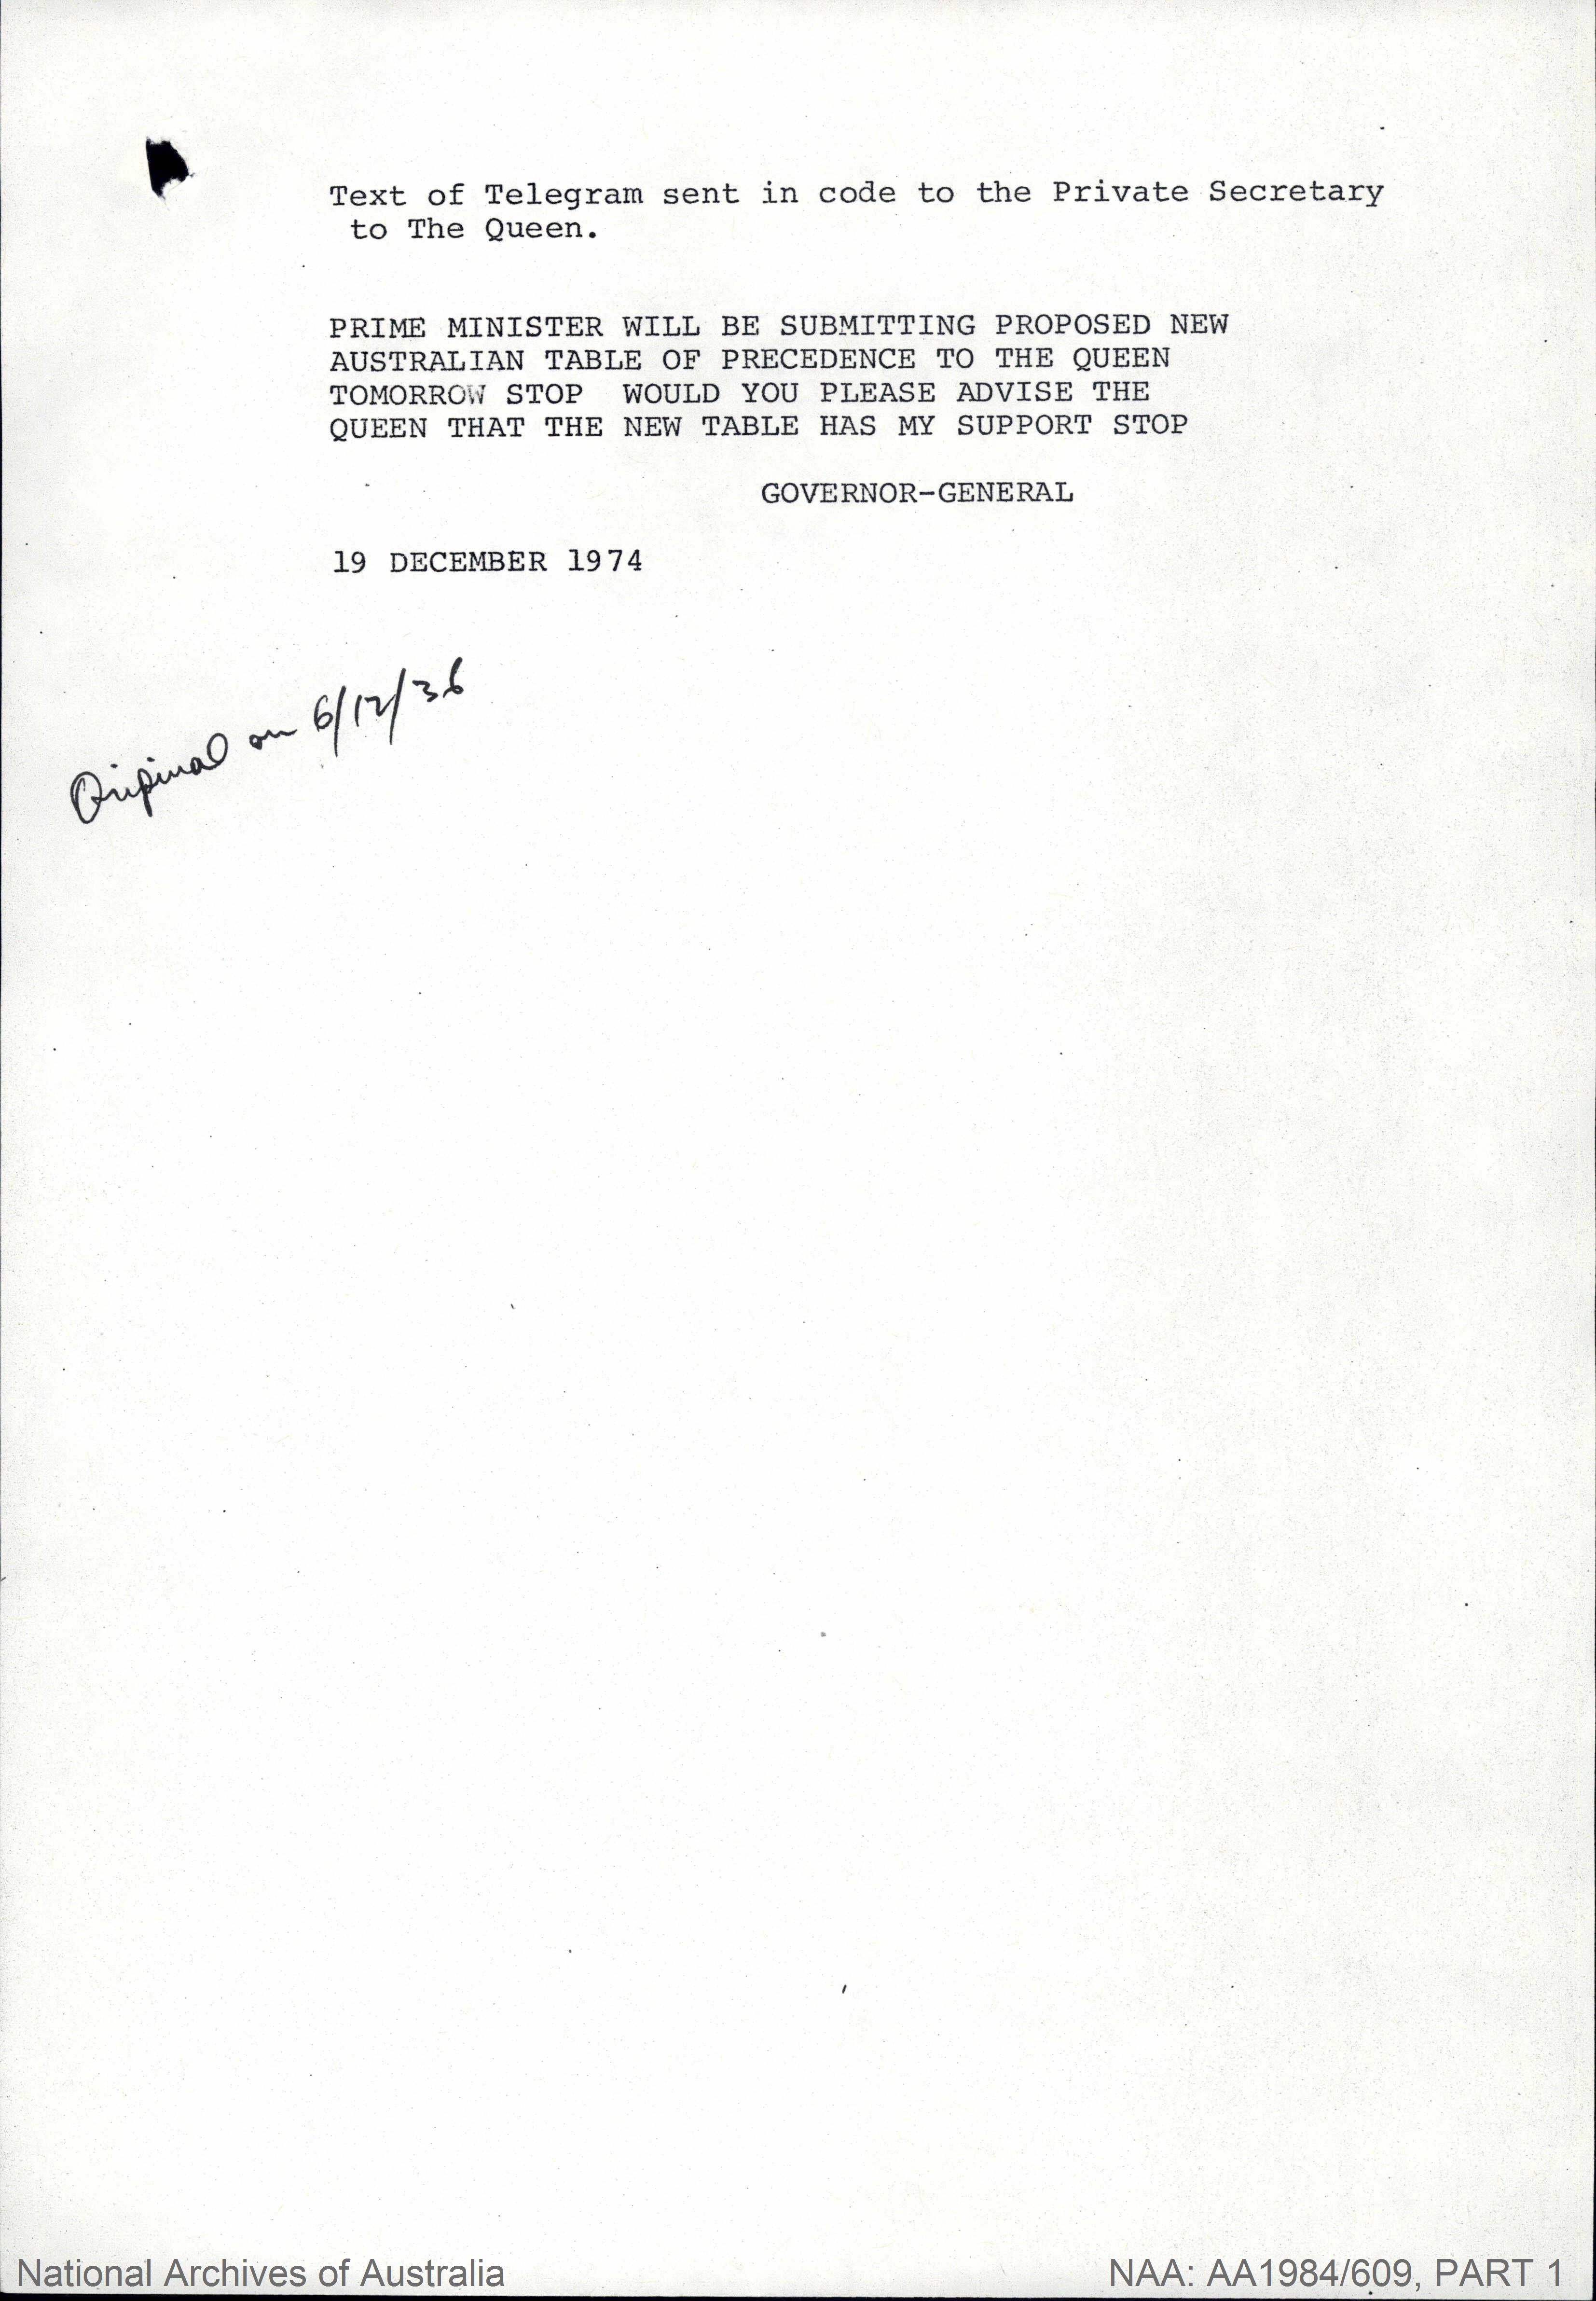 Text of Telegram sent in code to the Private Secretary
to The Queen.
PRIME MINISTER WILL BE SUBMITTING PROPOSED NEW
AUSTRALIAN TABLE OF PRECEDENCE TO THE QUEEN
TOMORROW STOP WOULD YOU PLEASE ADVISE THE
QUEEN THAT THE NEW TABLE HAS MY SUPPORT STOP
GOVERNOR-GENERAL
19 DECEMBER 1974
Original on 6/12/36
National Archives of Australia
NAA: AA1984/609, PART 1